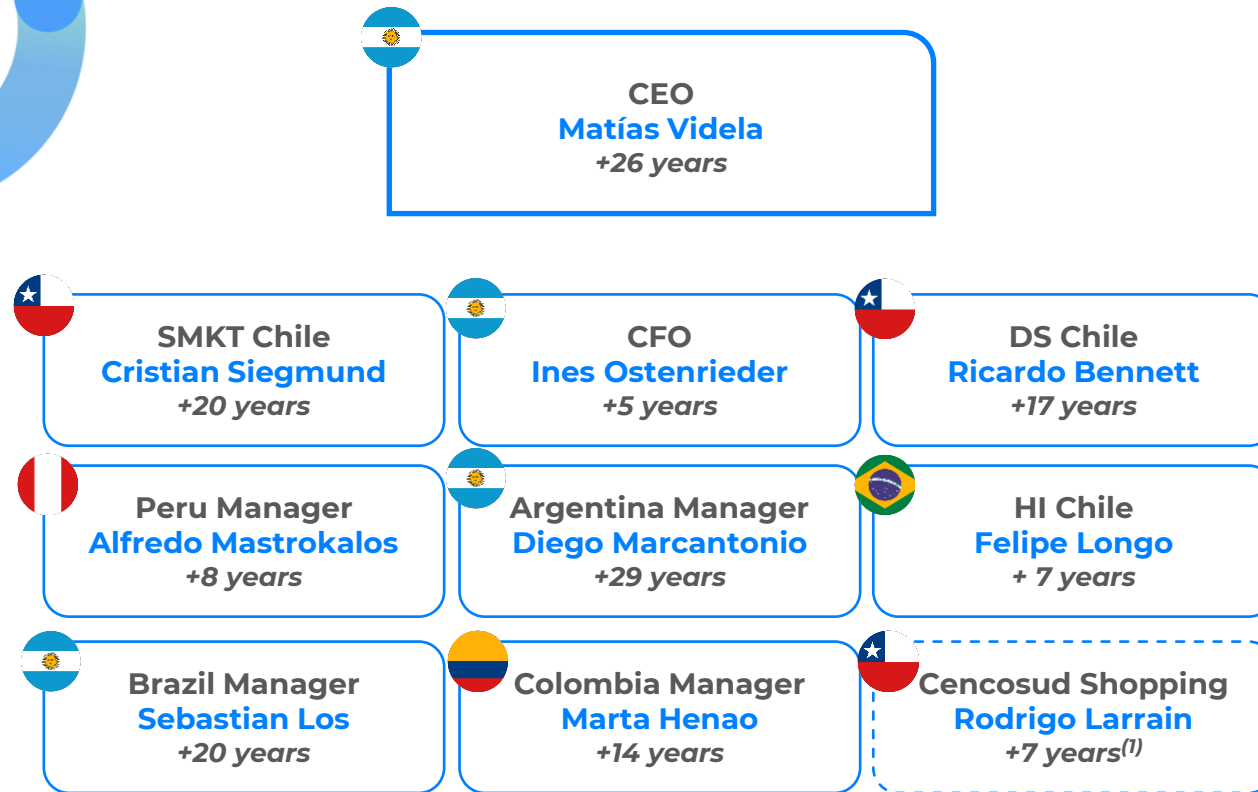 CEO
Matías Videla
+26 years
SMKT Chile
Cristian Siegmund
+20 years
CFO
Ines Ostenrieder
+5 years
DS Chile
Ricardo Bennett
+17 years
Peru Manager
Alfredo Mastrokalos
+8 years
Argentina Manager
Diego Marcantonio
+29 years
HI Chile
Felipe Longo
+ 7 years
Brazil Manager
Sebastian Los
+20 years
Colombia Manager
Marta Henao
+14 years
Cencosud Shopping
Rodrigo Larrain
+7 years(1)